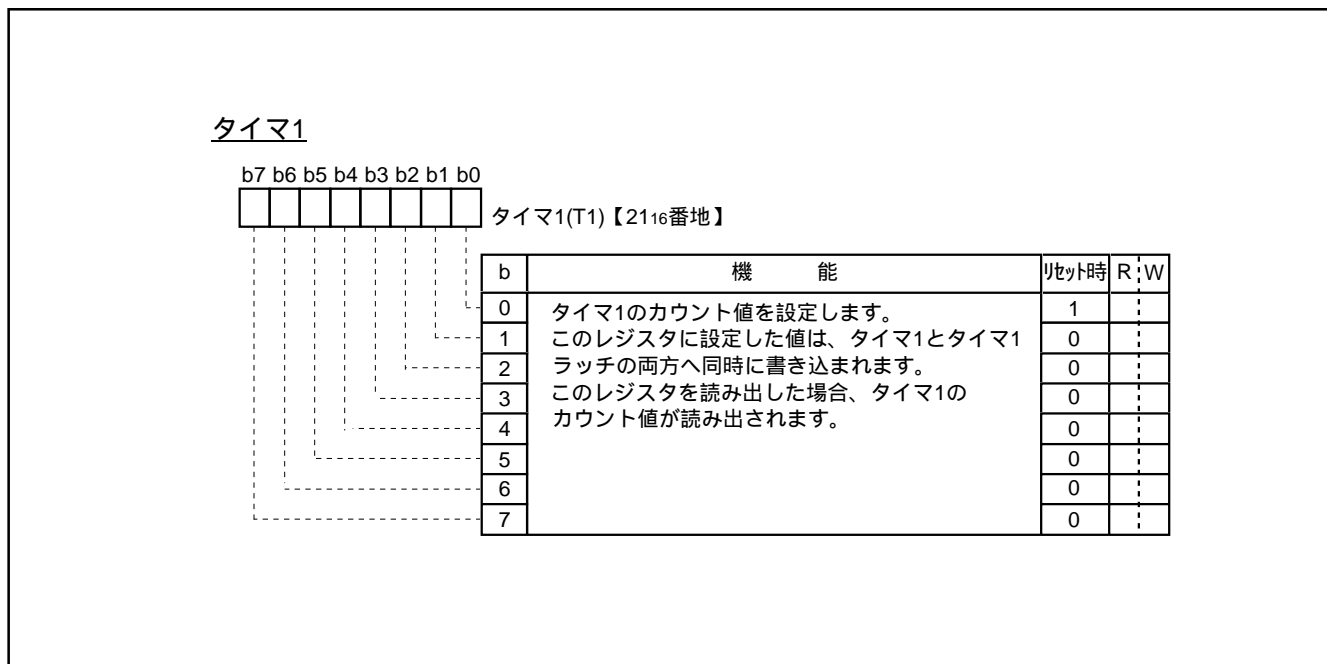 タイマ1
b7 b6 b5 b4 b3 b2 b1 b0
タイマ1(T1)【2116番地】
b 機 能 リセット時 R W
0 タイマ1のカウント値を設定します。 1
1 このレジスタに設定した値は、タイマ1とタイマ1 0
2 ラッチの両方へ同時に書き込まれます。 0
3 このレジスタを読み出した場合、タイマ1の 0
4 カウント値が読み出されます。 0
5 0
6 0
7 0